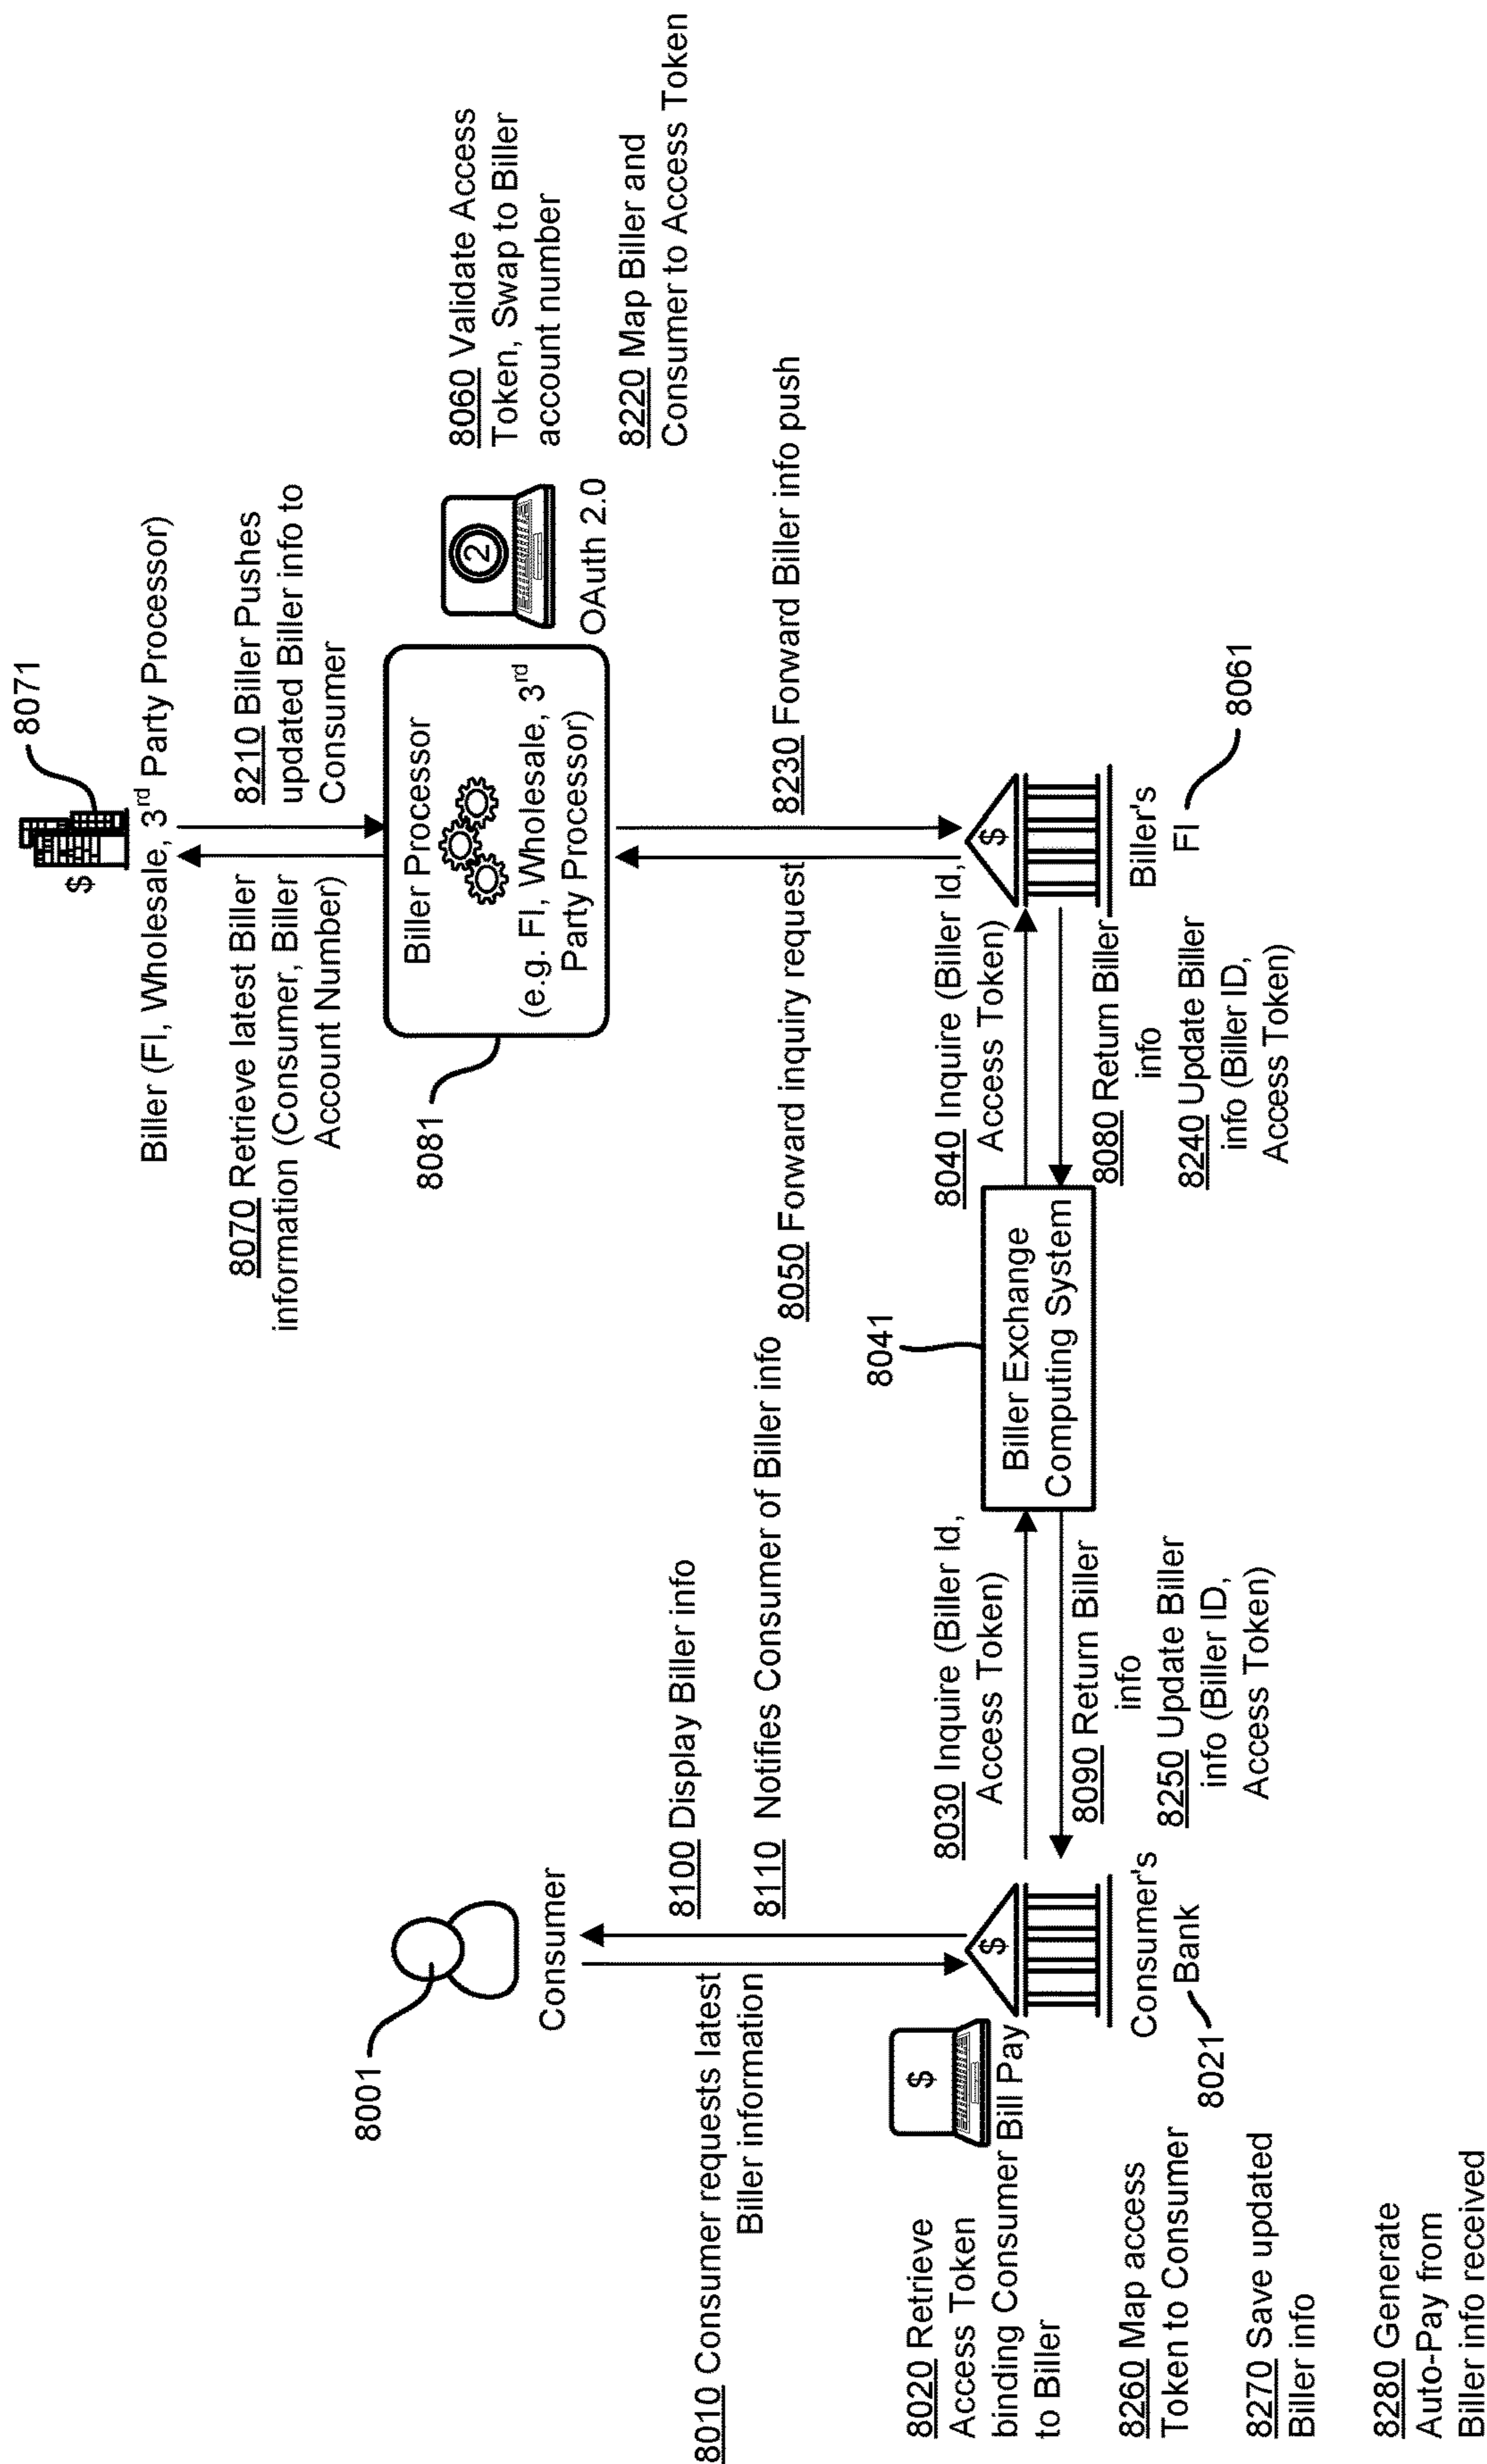 8071
$
Biller (FI, Wholesale, 3rd Party Processor)
8070 Retrieve latest Biller
information (Consumer, Biller
Account Number)
8210 Biller Pushes
updated Biller info to
Consumer
8081
Biller Processor
(e.g. FI, Wholesale, 3rd
Party Processor)
2
OAuth 2.0
8060 Validate Access
Token, Swap to Biller
account number
8220 Map Biller and
Consumer to Access Token
8001
Consumer
8010 Consumer requests latest
Biller information
8100 Display Biller info
8110 Notifies Consumer of Biller info
8050 Forward inquiry request
8230 Forward Biller info push
$
Bill Pay
$
Consumer's
Bank
8021
8020 Retrieve
Access Token
binding Consumer
to Biller
8260 Map access
Token to Consumer
8270 Save updated
Biller info
8280 Generate
Auto-Pay from
Biller info received
8030 Inquire (Biller Id,
Access Token)
8090 Return Biller
info
8250 Update Biller
info (Biller ID,
Access Token)
8041
Biller Exchange
Computing System
8040 Inquire (Biller Id,
Access Token)
8080 Return Biller
info
8240 Update Biller
info (Biller ID,
Access Token)
$
Biller's
FI
8061